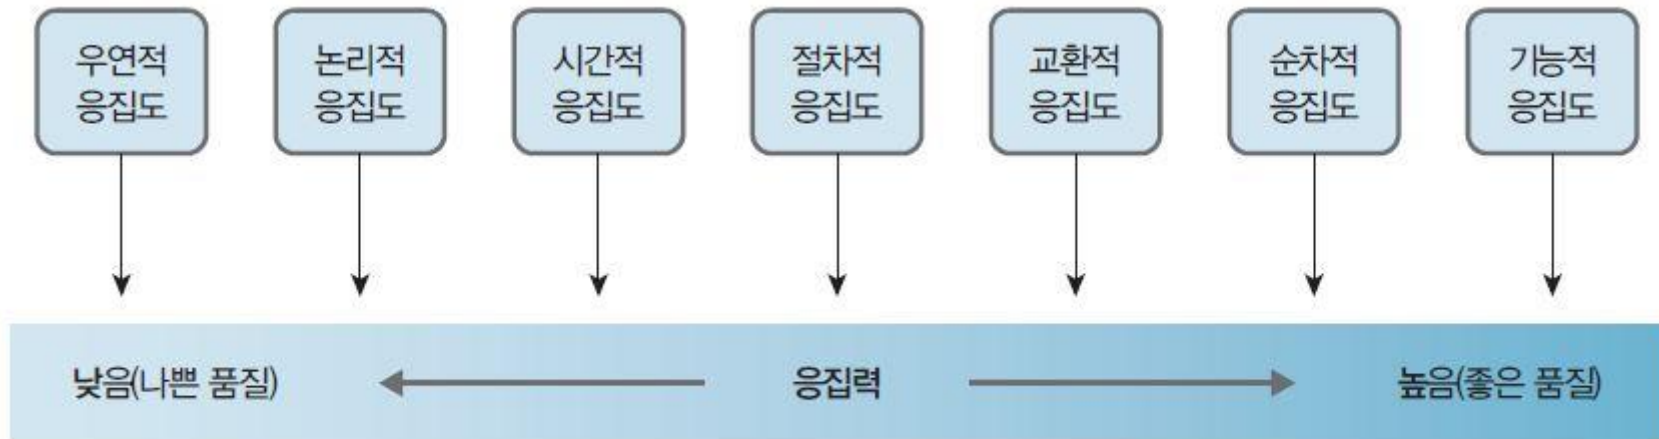 우연적
응집도
논리적
응집도
시간적
응집도
절차적
응집도
교환적
응집도
순차적
응집도
기능적
응집도
낮음(나쁜 품질)
응집력
높음(좋은 품질)